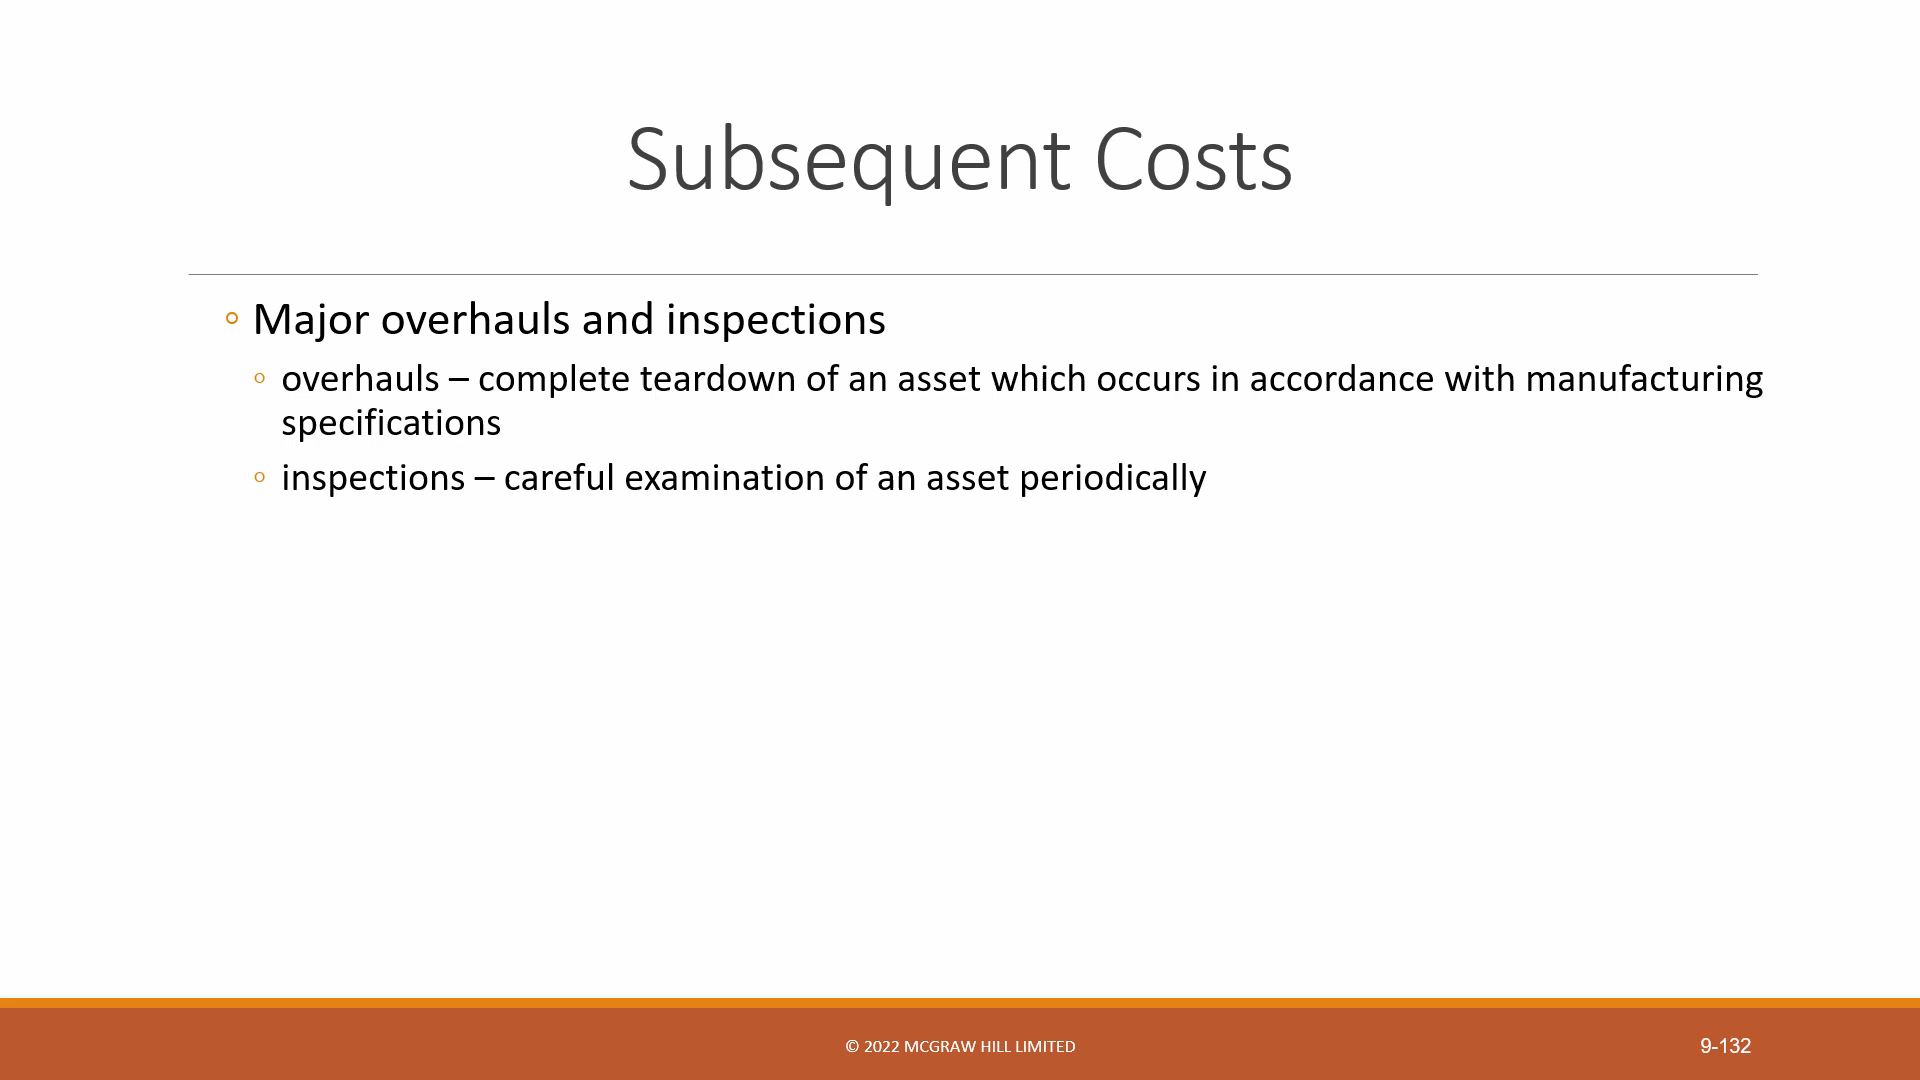 Subsequent Costs
◦ Major overhauls and inspections
◦ overhauls – complete teardown of an asset which occurs in accordance with manufacturing
specifications
◦ inspections – careful examination of an asset periodically
© 2022 MCGRAW HILL LIMITED
9-132